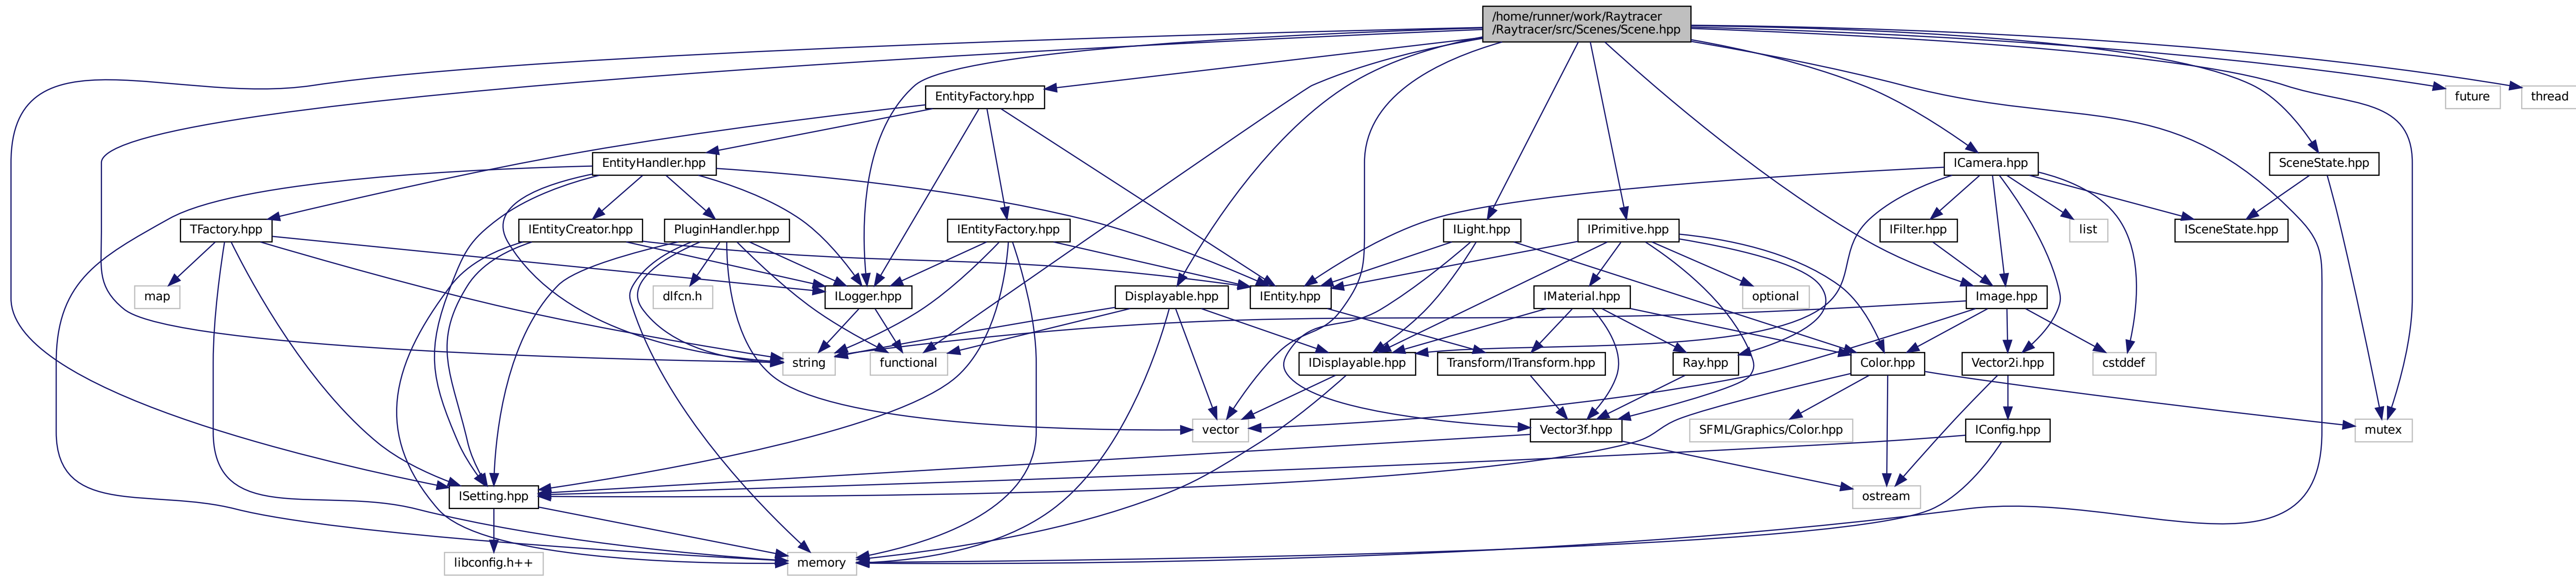 /home/runner/work/Raytracer
/Raytracer/src/Scenes/Scene.hpp
EntityFactory.hpp
future
thread
EntityHandler.hpp
ICamera.hpp
SceneState.hpp
TFactory.hpp
IEntityCreator.hpp
PluginHandler.hpp
IEntityFactory.hpp
ILight.hpp
IPrimitive.hpp
IFilter.hpp
list
ISceneState.hpp
map
dlfcn.h
ILogger.hpp
Displayable.hpp
IEntity.hpp
IMaterial.hpp
optional
Image.hpp
string
functional
IDisplayable.hpp
Transform/ITransform.hpp
Ray.hpp
Color.hpp
Vector2i.hpp
cstddef
vector
Vector3f.hpp
SFML/Graphics/Color.hpp
IConfig.hpp
mutex
ISetting.hpp
ostream
libconfig.h++
memory